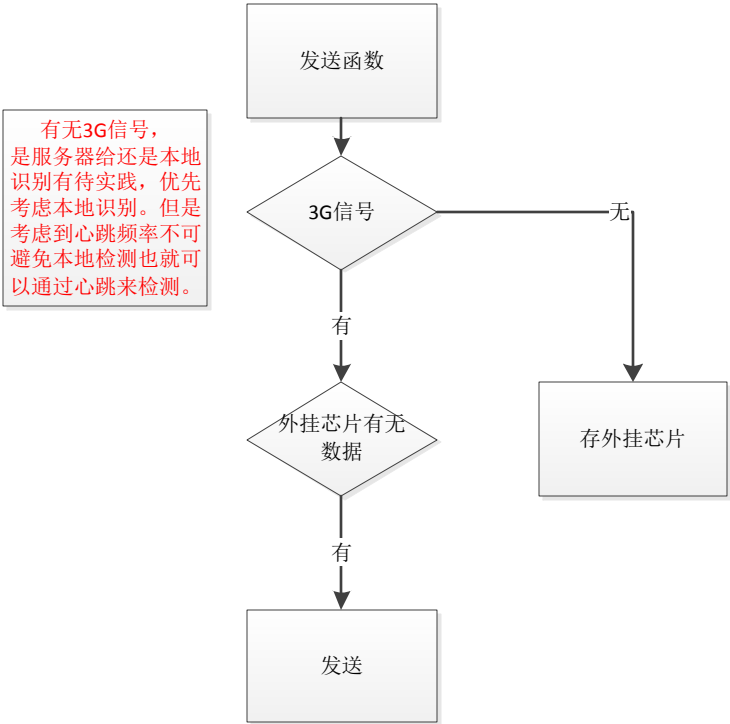 发送函数
有无3G信号，
是服务器给还是本地
识别有待实践，优先
考虑本地识别。但是
考虑到心跳频率不可
避免本地检测也就可
以通过心跳来检测。
3G信号
无
有
外挂芯片有无
数据
存外挂芯片
有
发送